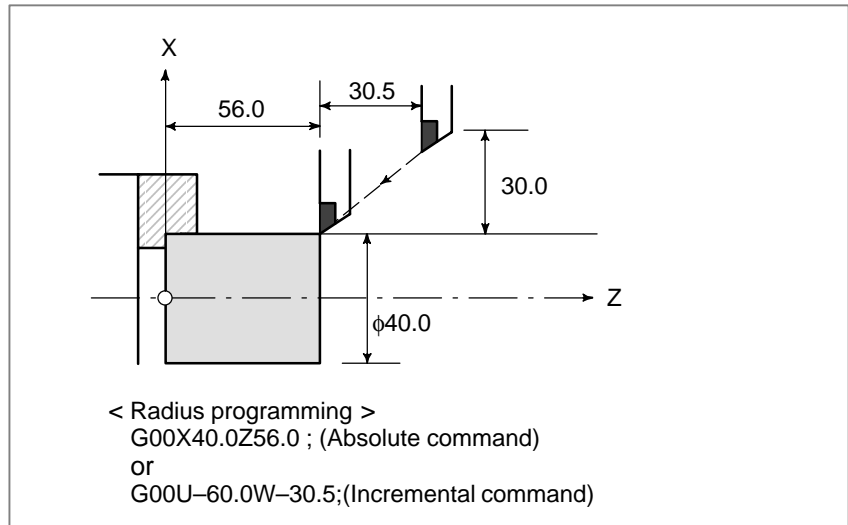 X
56.0
30.5
30.0
Z
ϕ40.0
< Radius programming >
G00X40.0Z56.0 ; (Absolute command)
or
G00U–60.0W–30.5;(Incremental command)